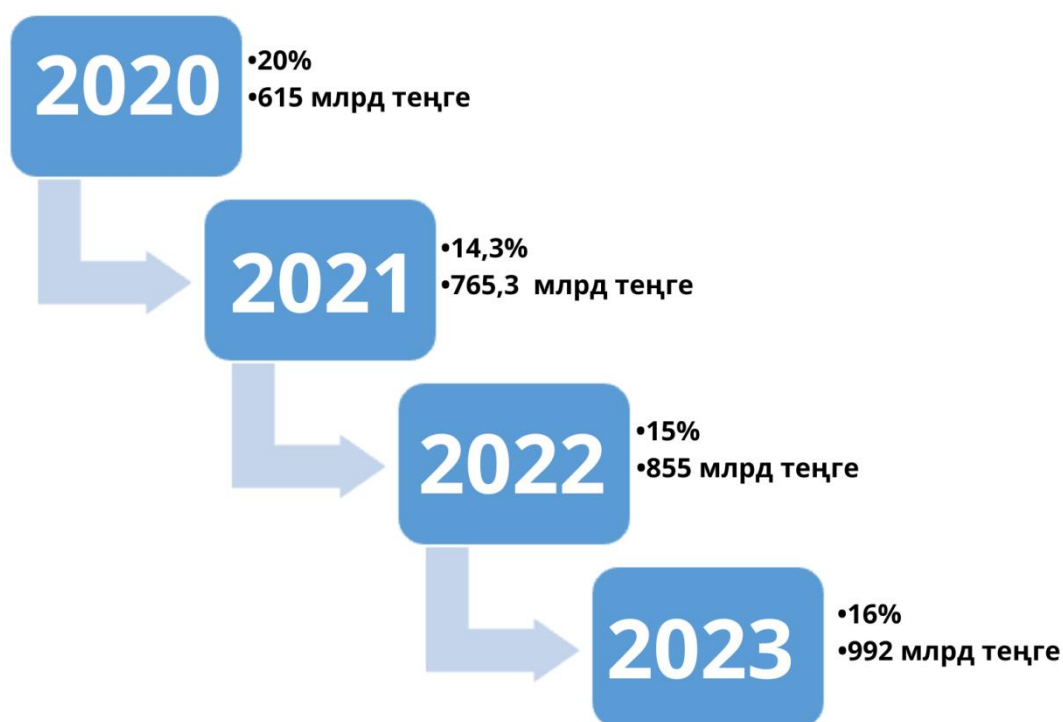 2020
•20%
•615 млрд теңге
2021
•14,3%
•765,3 млрд теңге
2022
•15%
•855 млрд теңге
2023
•16%
•992 млрд теңге